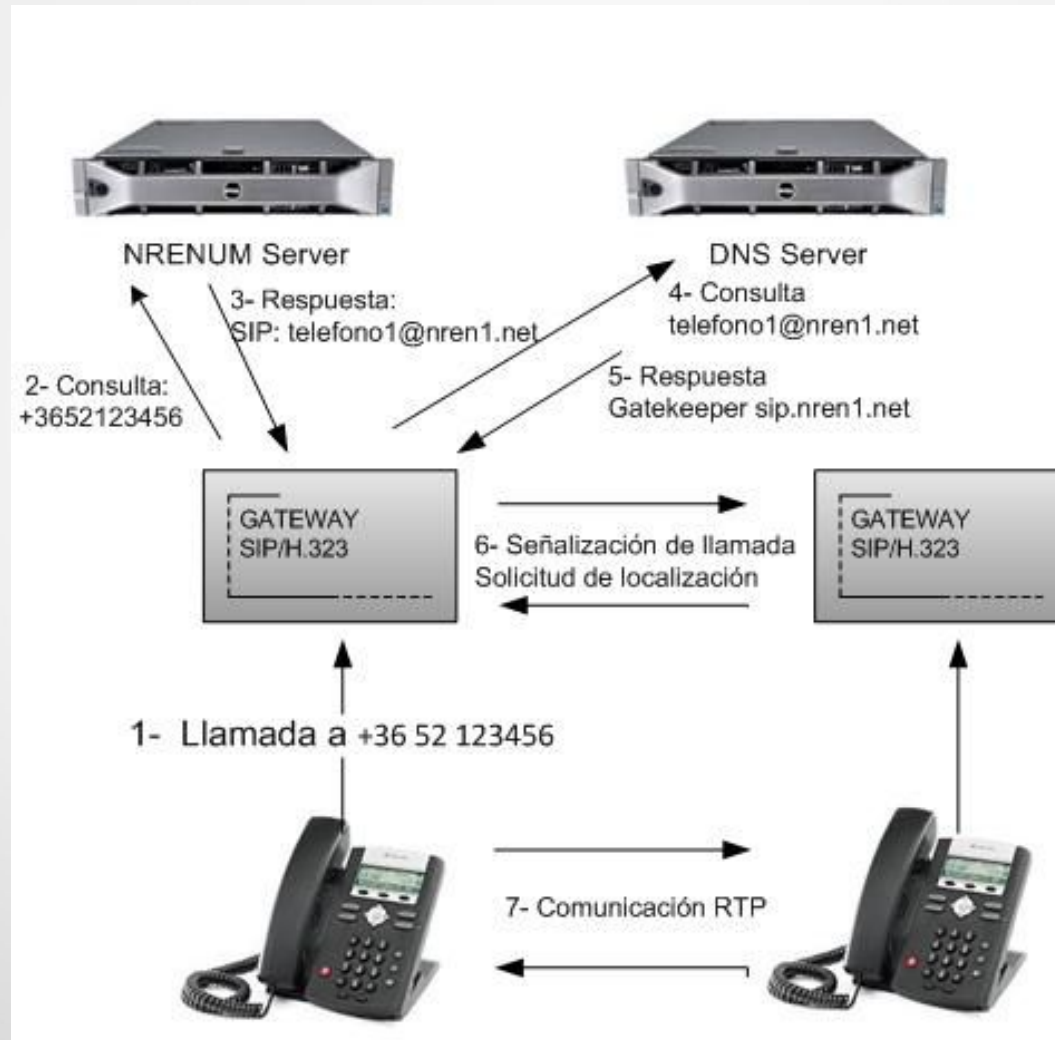 NRENUM Server
DNS Server
3- Respuesta:
SIP: telefono1@nren1.net
4- Consulta
telefono1@nren1.net
2- Consulta:
+3652123456
5- Respuesta
Gatekeeper sip.nren1.net
GATEWAY
SIP/H.323
6- Señalización de llamada
Solicitud de localización
GATEWAY
SIP/H.323
1- Llamada a +36 52 123456
7- Comunicación RTP